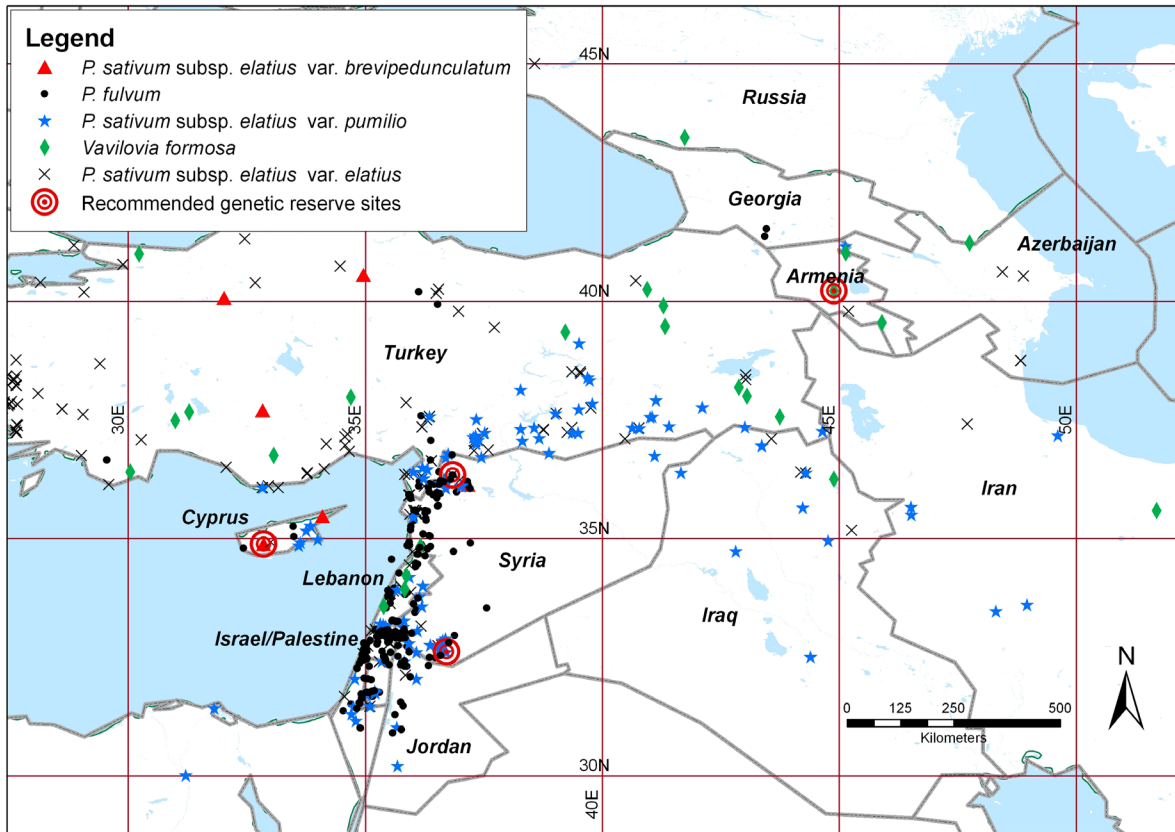 Legend
P. sativum subsp. elatius var. brevipedunculatum
P. fulvum
P. sativum subsp. elatius var. pumilio
Vavilovia formosa
P. sativum subsp. elatius var. elatius
Recommended genetic reserve sites
45N
Russia
Georgia
Azerbaijan
Armenia
40N
Turkey
30E
35E
45E
50E
Iran
Cyprus
35N
Syria
Lebanon
Iraq
Israel/Palestine
N
0 125 250 500
Kilometers
Jordan
30N
40E